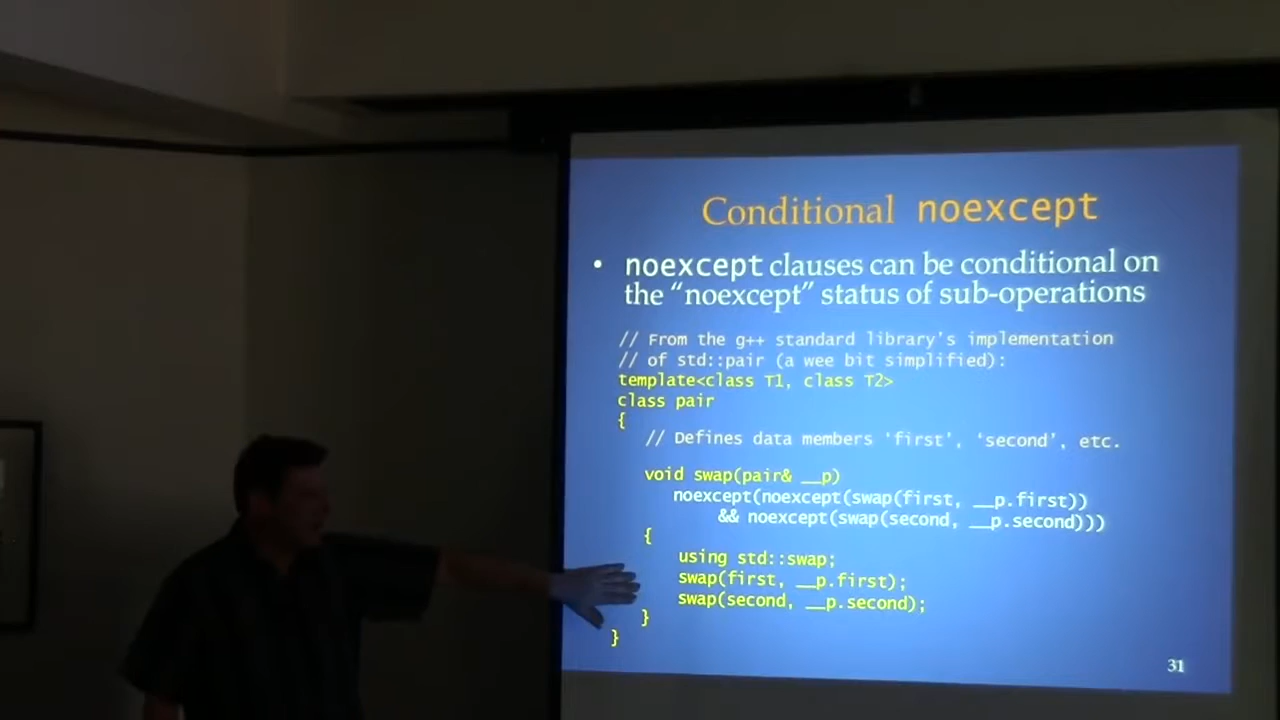 Conditional noexcept
• noexcept clauses can be conditional on
the “noexcept” status of sub-operations
// From the g++ standard library’s implementation
// of std::pair (a wee bit simplified):
template<class T1, class T2>
class pair
{
// Defines data members ‘first’, ‘second’, etc.
void swap(pair& __p)
noexcept(noexcept(swap(first, __p.first))
&& noexcept(swap(second, __p.second)))
{
using std::swap;
swap(first, __p.first);
swap(second, __p.second);
}
}
31